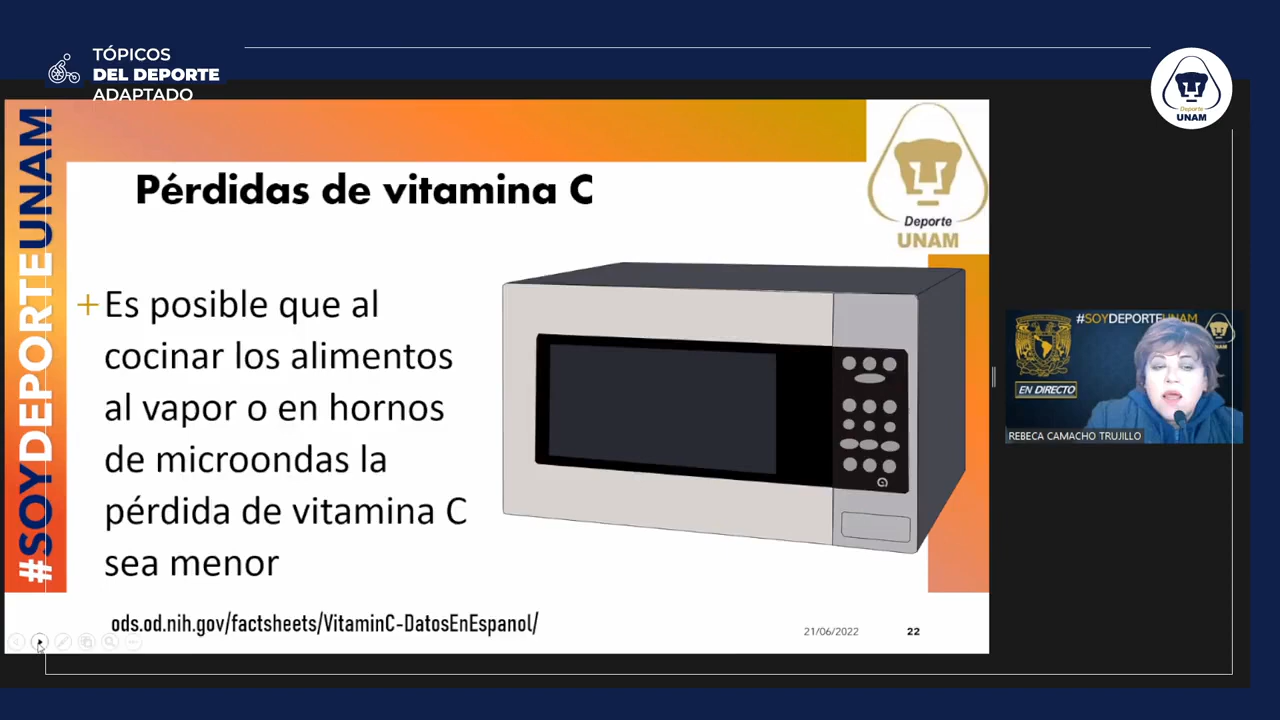 TÓPICOS
DEL DEPORTE
ADAPTADO
Deporte
UNAM
#SOYDEPORTEUNAM
Pérdidas de vitamina C
Deporte
UNAM
+Es posible que al
cocinar los alimentos
al vapor o en hornos
de microondas la
pérdida de vitamina C
sea menor
ods.od.nih.gov/factsheets/VitaminC-DatosEnEspanol/
21/06/2022
22
#SOYDEPORTEUNAM
EN DIRECTO
REBECA CAMACHO TRUJILLO